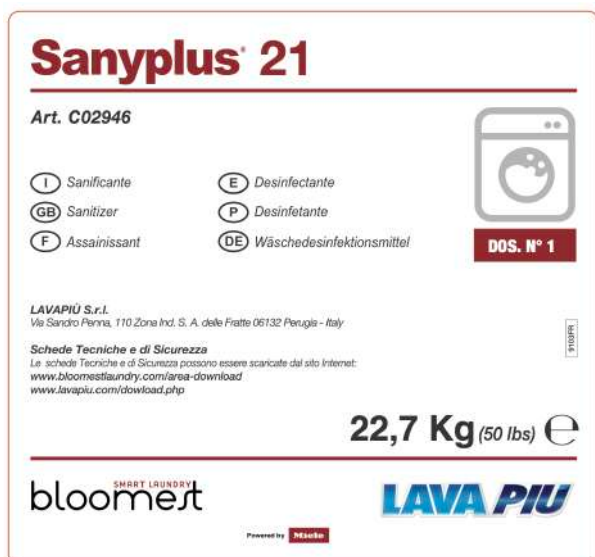 Sanyplus® 21
Art. C02946
I Sanificante
GB Sanitizer
F Assainissant
E Desinfectante
P Desinfetante
DE Wäschedesinfektionsmittel
DOS. N° 1
LAVAPIÙ S.r.l.
Via Sandro Penna, 110 Zona Ind. S. A. delle Fratte 06132 Perugia - Italy
Schede Tecniche e di Sicurezza
Le schede Tecniche e di Sicurezza possono essere scaricate dal sito Internet:
www.bloomestlaundry.com/area-download
www.lavapiu.com/dowload.php
9103FR
22,7 Kg (50 lbs) ℮
SMART LAUNDRY
bloomest
LAVA PIU
Powered by Miele